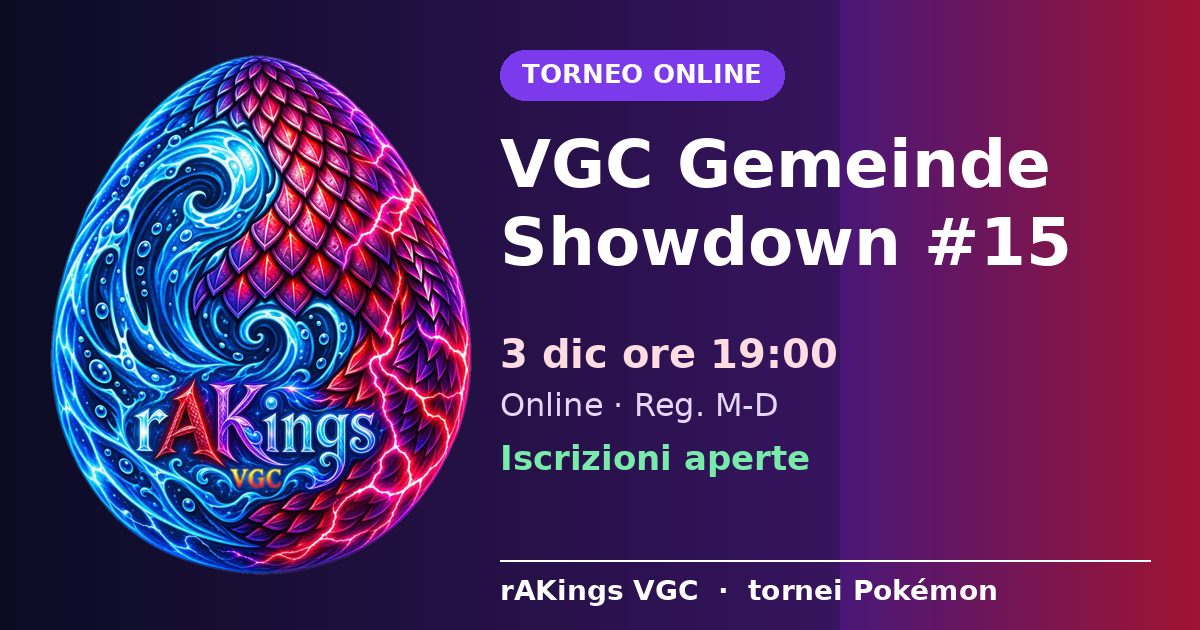 TORNEO ONLINE
VGC Gemeinde
Showdown #15
3 dic ore 19:00
Online · Reg. M-D
Iscrizioni aperte
rAKings
VGC
rAKings VGC · tornei Pokémon